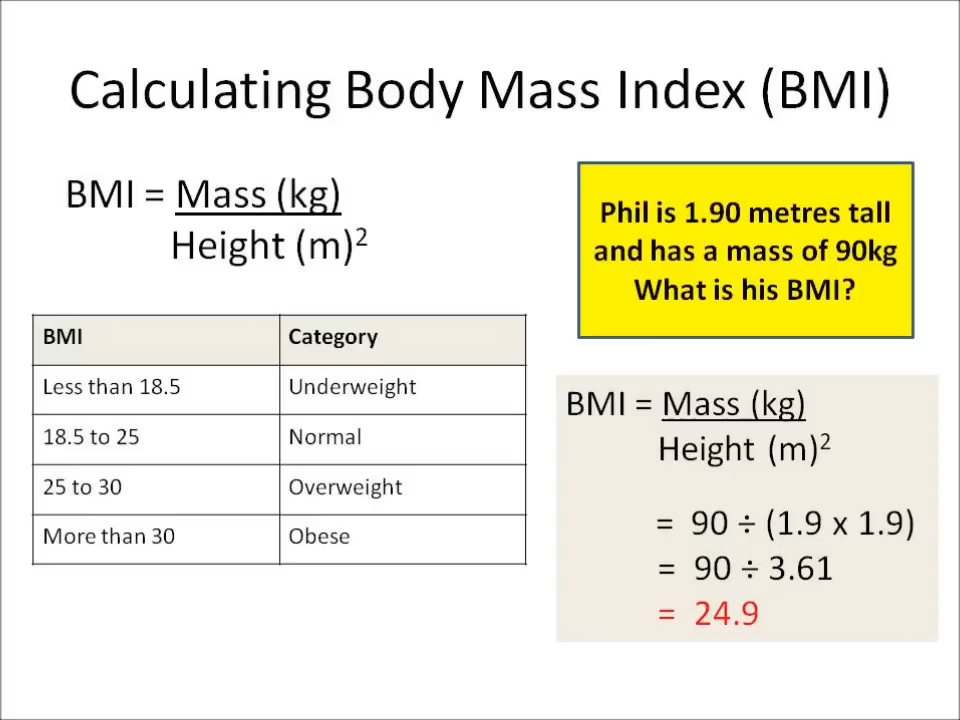 Calculating Body Mass Index (BMI)
BMI = Mass (kg)
Height (m)²
Phil is 1.90 metres tall
and has a mass of 90kg
What is his BMI?
BMI Category
Less than 18.5 Underweight
18.5 to 25 Normal
25 to 30 Overweight
More than 30 Obese
BMI = Mass (kg)
Height (m)²
= 90 ÷ (1.9 x 1.9)
= 90 ÷ 3.61
= 24.9